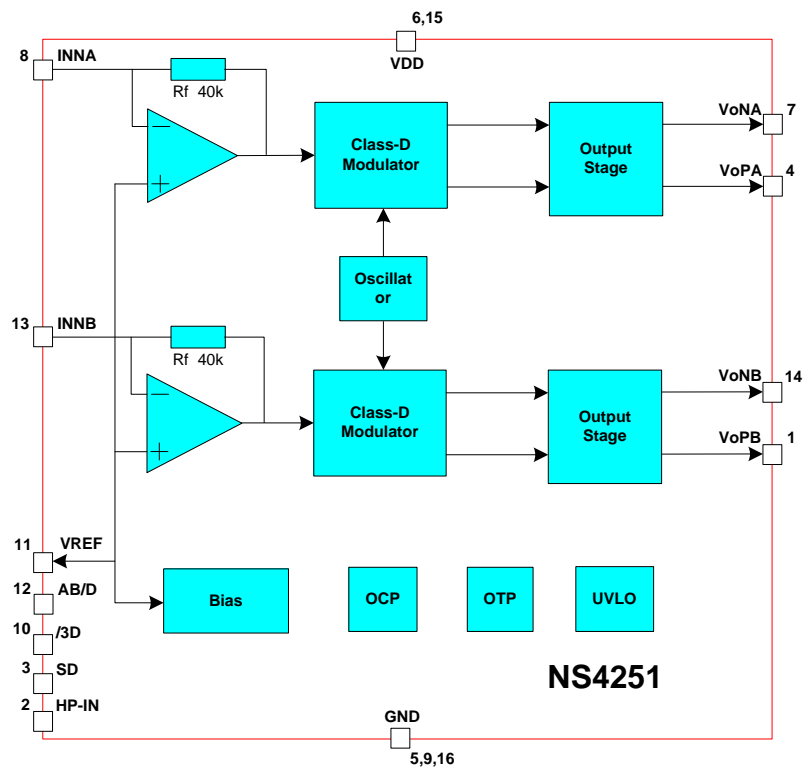 6,15
VDD
8 INNA
Rf 40k
Class-D
Modulator
Output
Stage
VoNA 7
VoPA 4
Oscillat
or
13 INNB
Rf 40k
Class-D
Modulator
Output
Stage
VoNB 14
VoPB 1
11 VREF
12 AB/D
10 /3D
3 SD
2 HP-IN
Bias
OCP
OTP
UVLO
NS4251
GND
5,9,16